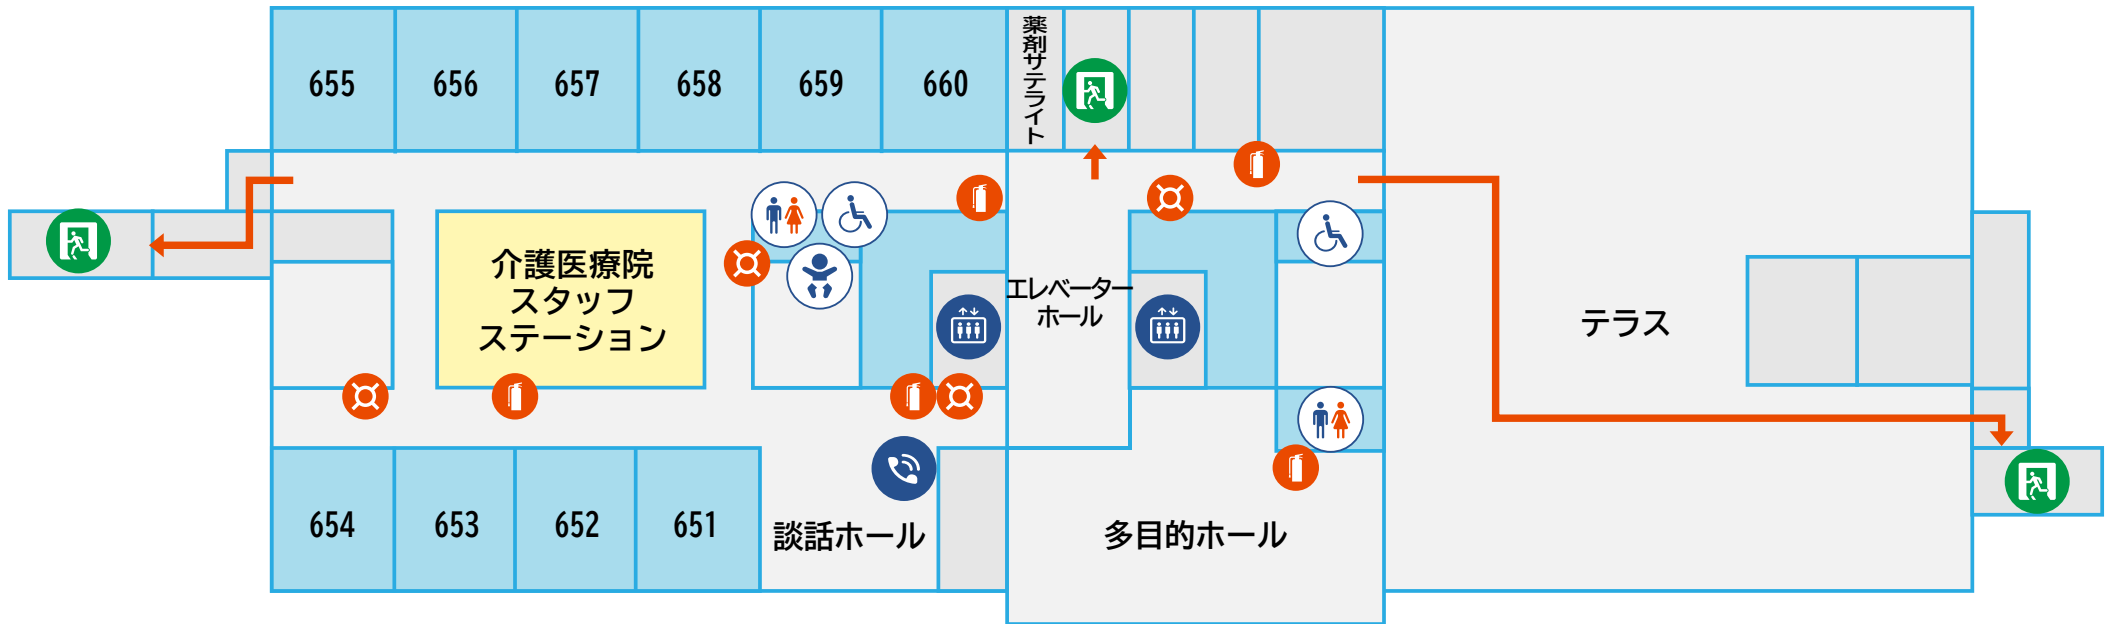 655
656
657
658
659
660
薬剤サテライト
介護医療院
スタッフ
ステーション
エレベーター
ホール
テラス
654
653
652
651
談話ホール
多目的ホール